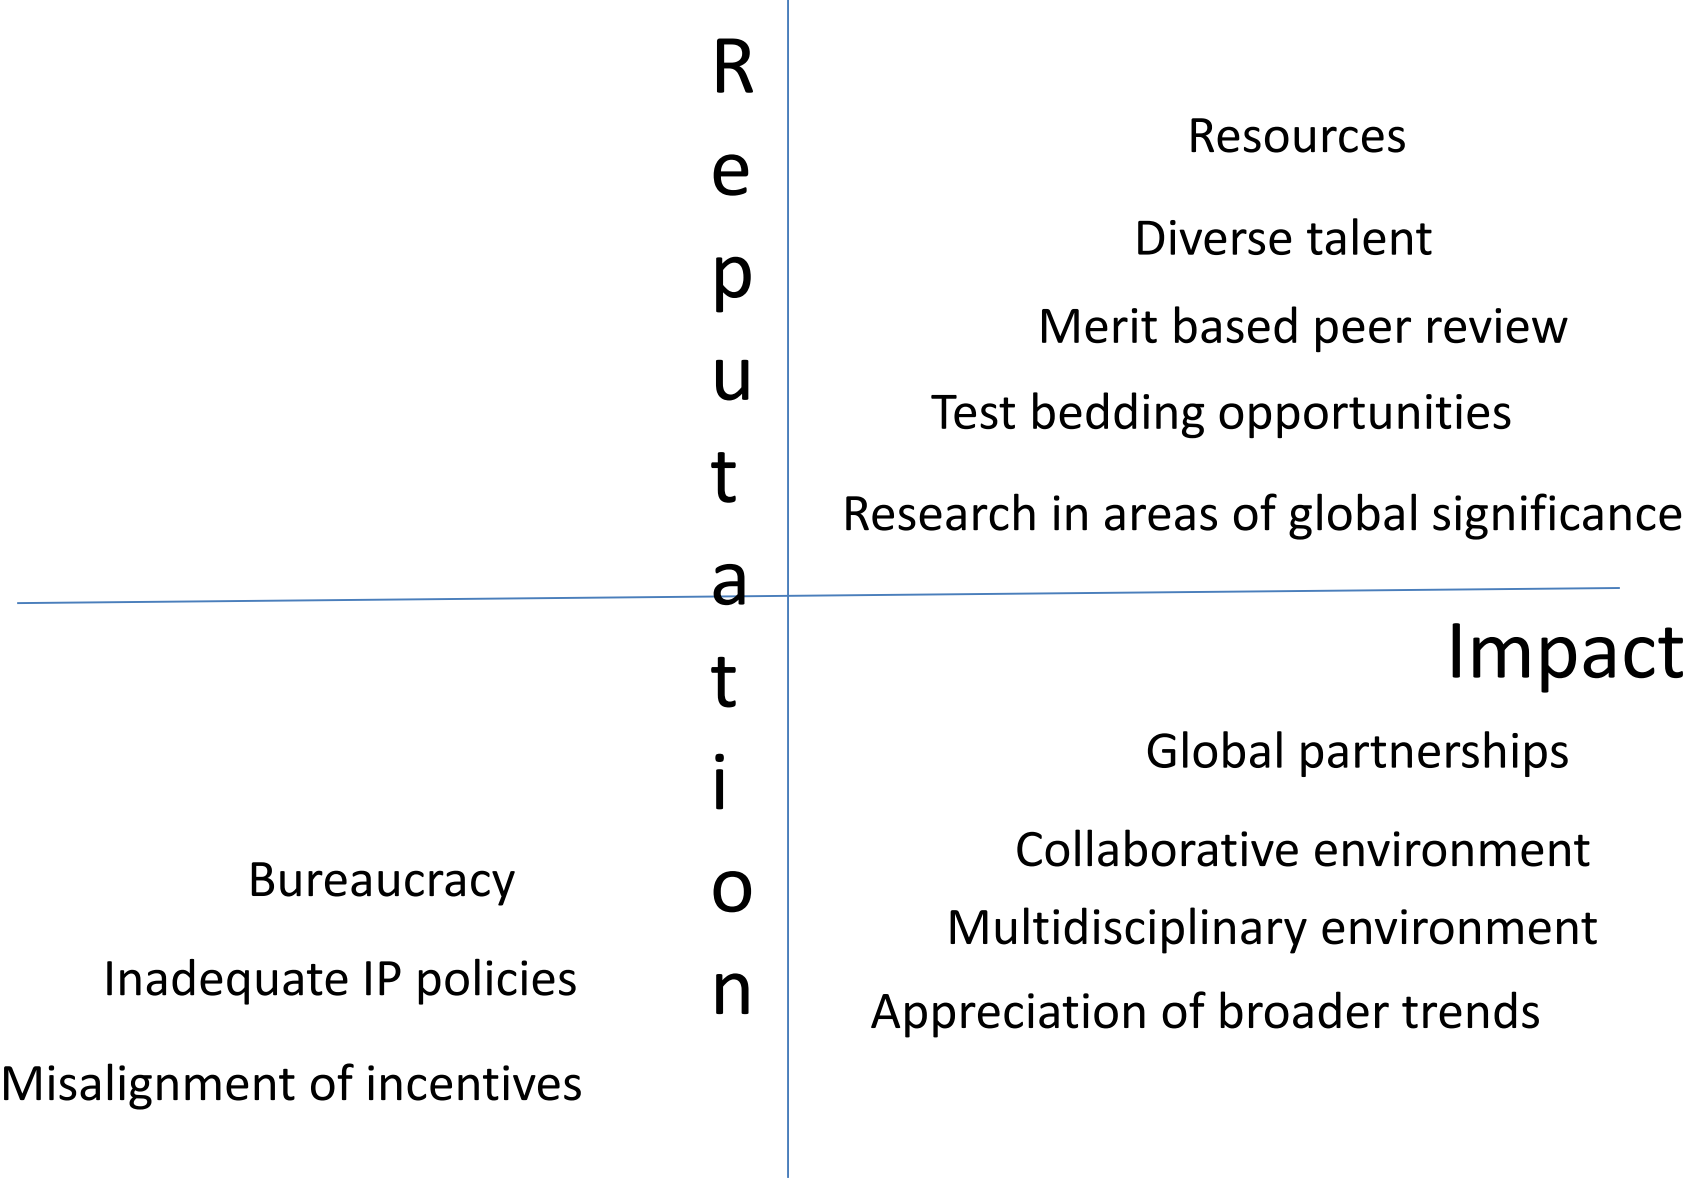 Reputation
Resources
Diverse talent
Merit based peer review
Test bedding opportunities
Research in areas of global significance
Impact
Global partnerships
Collaborative environment
Multidisciplinary environment
Appreciation of broader trends
Bureaucracy
Inadequate IP policies
Misalignment of incentives